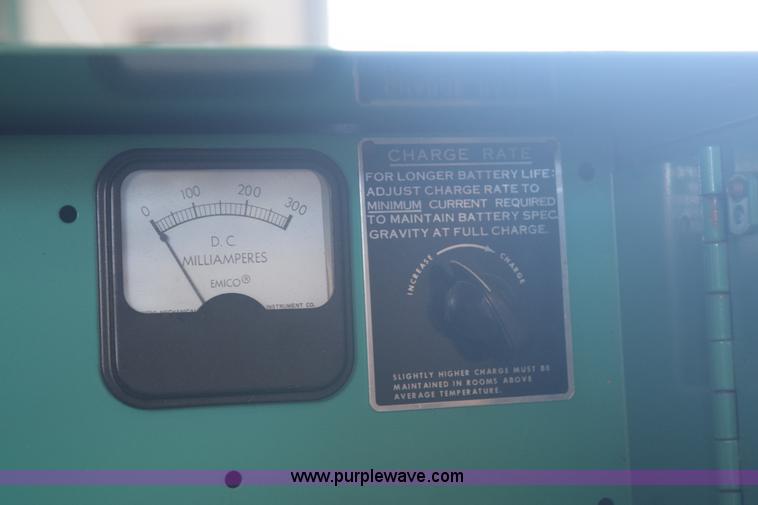 0 100 200 300
D.C.
MILLIAMPERES
EMICO®
INSTRUMENT CO.
CHARGE RATE
FOR LONGER BATTERY LIFE:
ADJUST CHARGE RATE TO
MINIMUM CURRENT REQUIRED
TO MAINTAIN BATTERY SPEC.
GRAVITY AT FULL CHARGE.
INCREASE CHARGE
SLIGHTLY HIGHER CHARGE MUST BE
MAINTAINED IN ROOMS ABOVE
AVERAGE TEMPERATURE.
www.purplewave.com